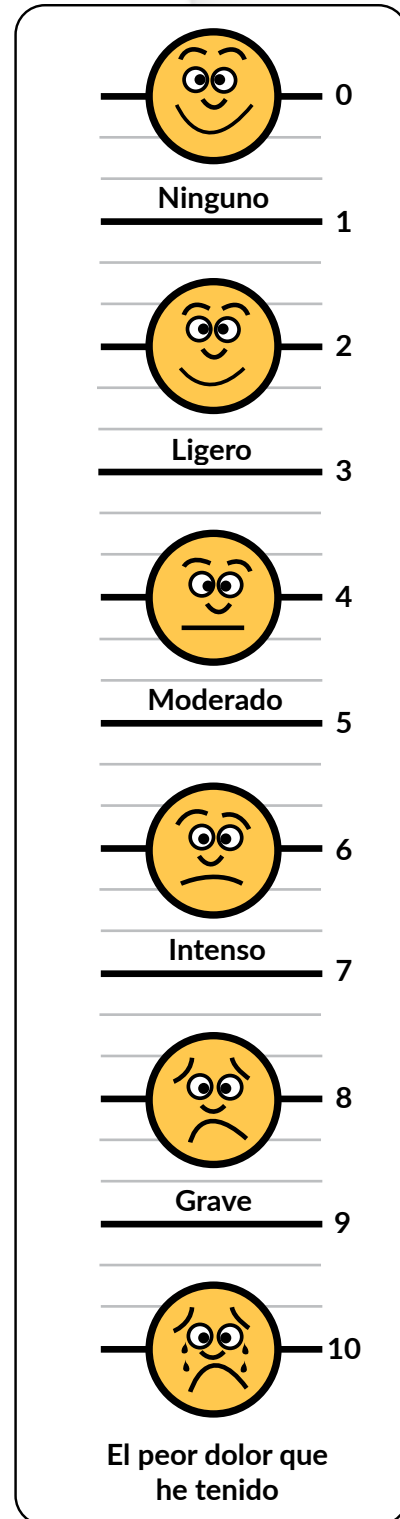 0
Ninguno
1
2
Ligero
3
4
Moderado
5
6
Intenso
7
8
Grave
9
10
El peor dolor que
he tenido